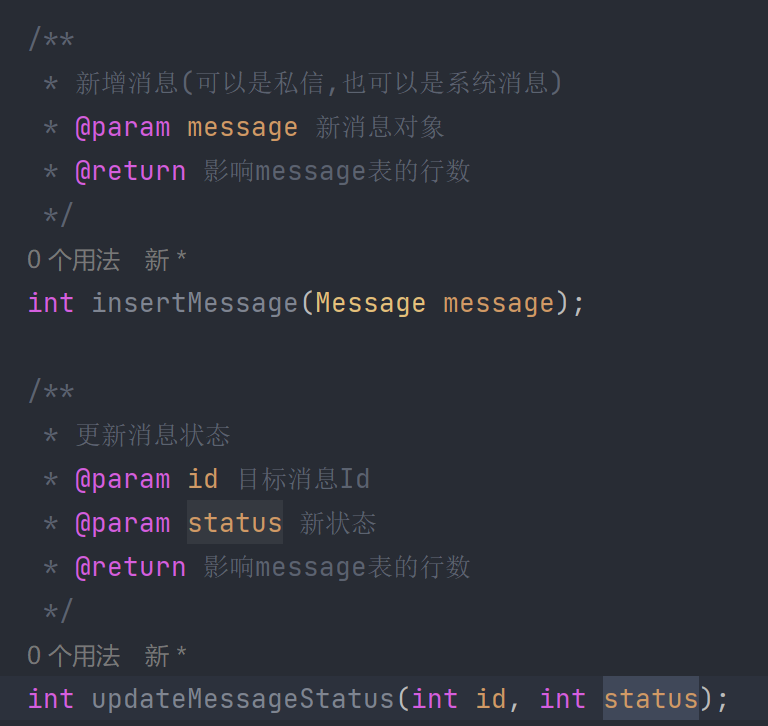 /**
* 新增消息(可以是私信,也可以是系统消息)
* @param message 新消息对象
* @return 影响message表的行数
*/
0 个用法 新 *
int insertMessage(Message message);
/**
* 更新消息状态
* @param id 目标消息Id
* @param status 新状态
* @return 影响message表的行数
*/
0 个用法 新 *
int updateMessageStatus(int id, int status);